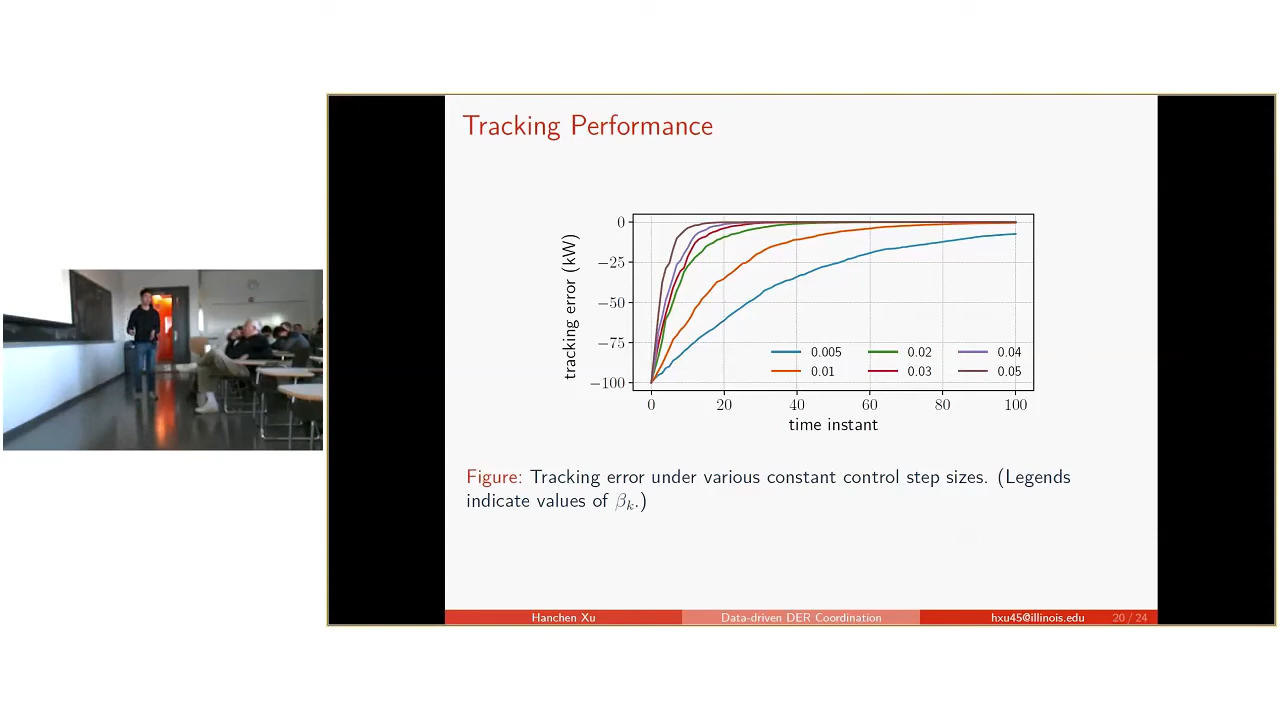 Tracking Performance
tracking error (kW)
0
−25
−50
−75
−100
0.005
0.01
0.02
0.03
0.04
0.05
0 20 40 60 80 100
time instant
Figure: Tracking error under various constant control step sizes. (Legends
indicate values of βₖ.)
Hanchen Xu Data-driven DER Coordination hxu45@illinois.edu 20 / 24